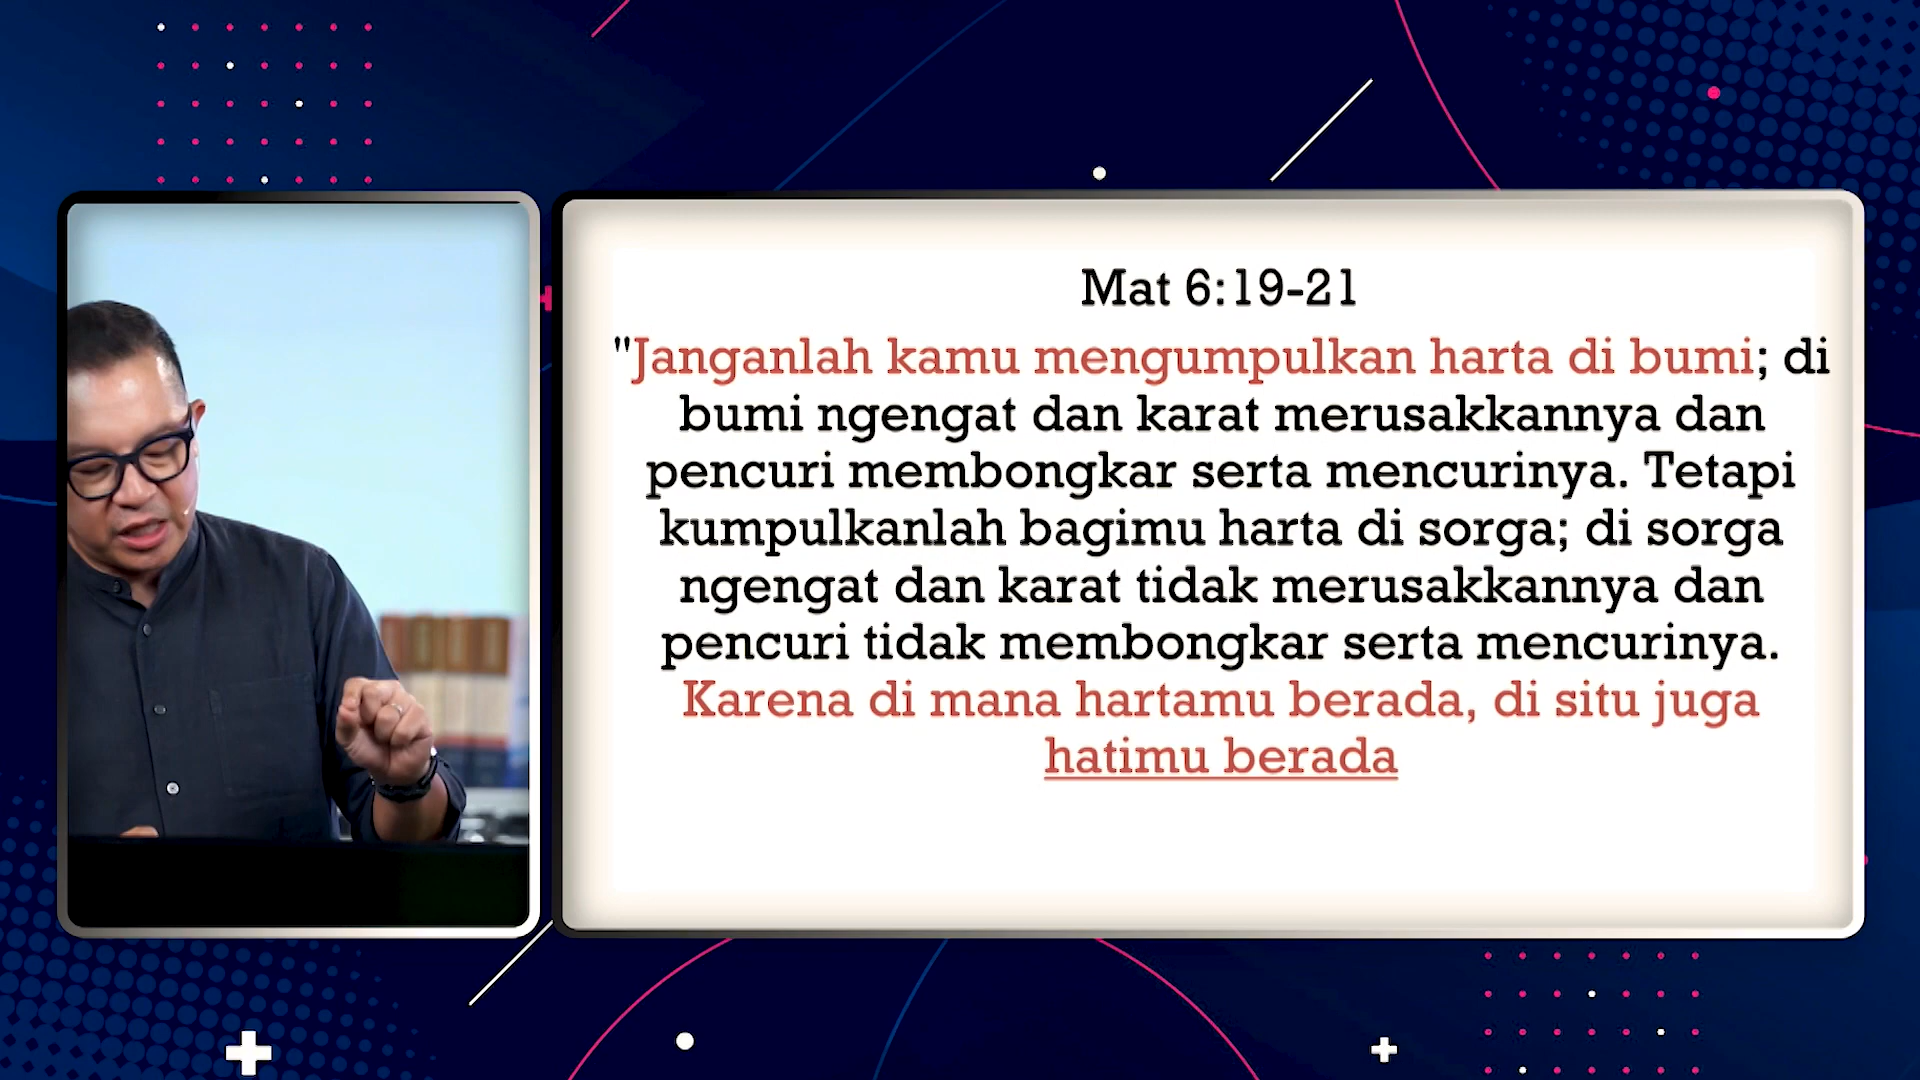 Mat 6:19-21
"Janganlah kamu mengumpulkan harta di bumi; di
bumi ngengat dan karat merusakkannya dan
pencuri membongkar serta mencurinya. Tetapi
kumpulkanlah bagimu harta di sorga; di sorga
ngengat dan karat tidak merusakkannya dan
pencuri tidak membongkar serta mencurinya.
Karena di mana hartamu berada, di situ juga
hatimu berada